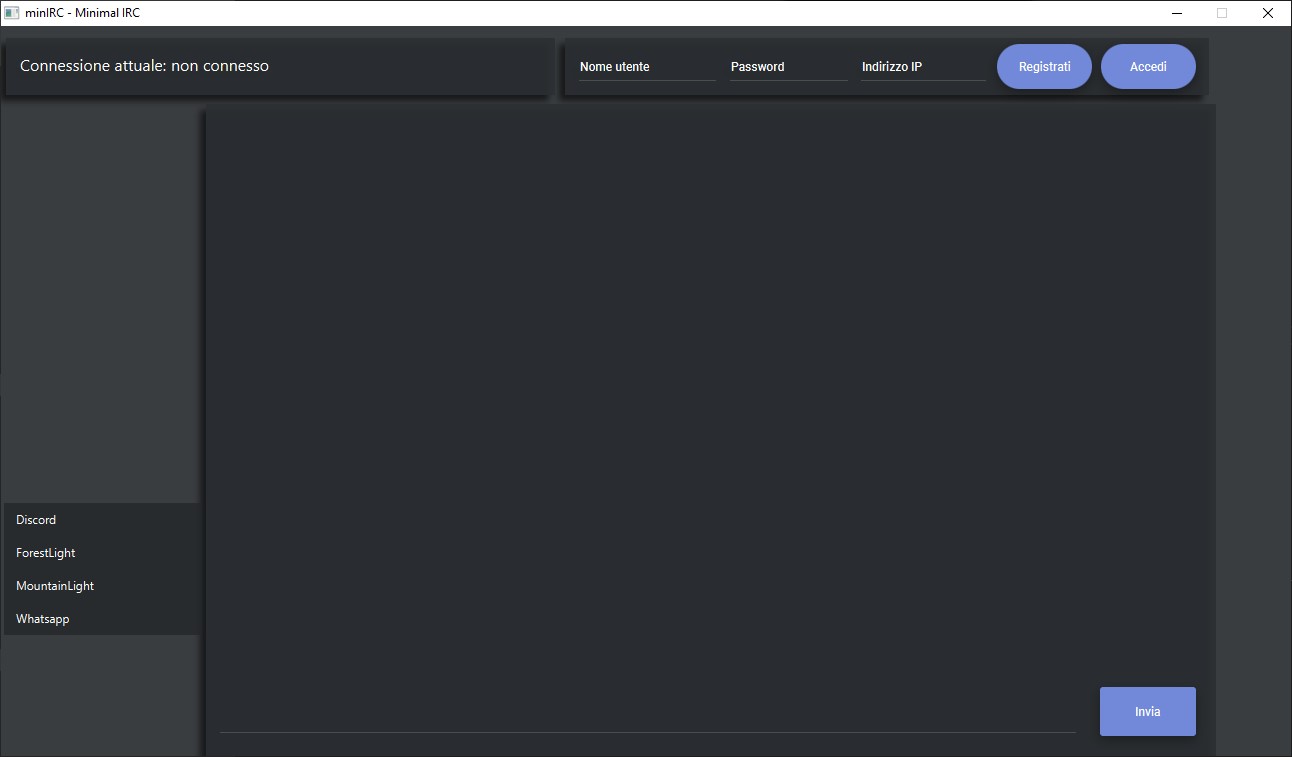 minIRC - Minimal IRC
Connessione attuale: non connesso
Nome utente
Password
Indirizzo IP
Registrati
Accedi
Discord
ForestLight
MountainLight
Whatsapp
Invia